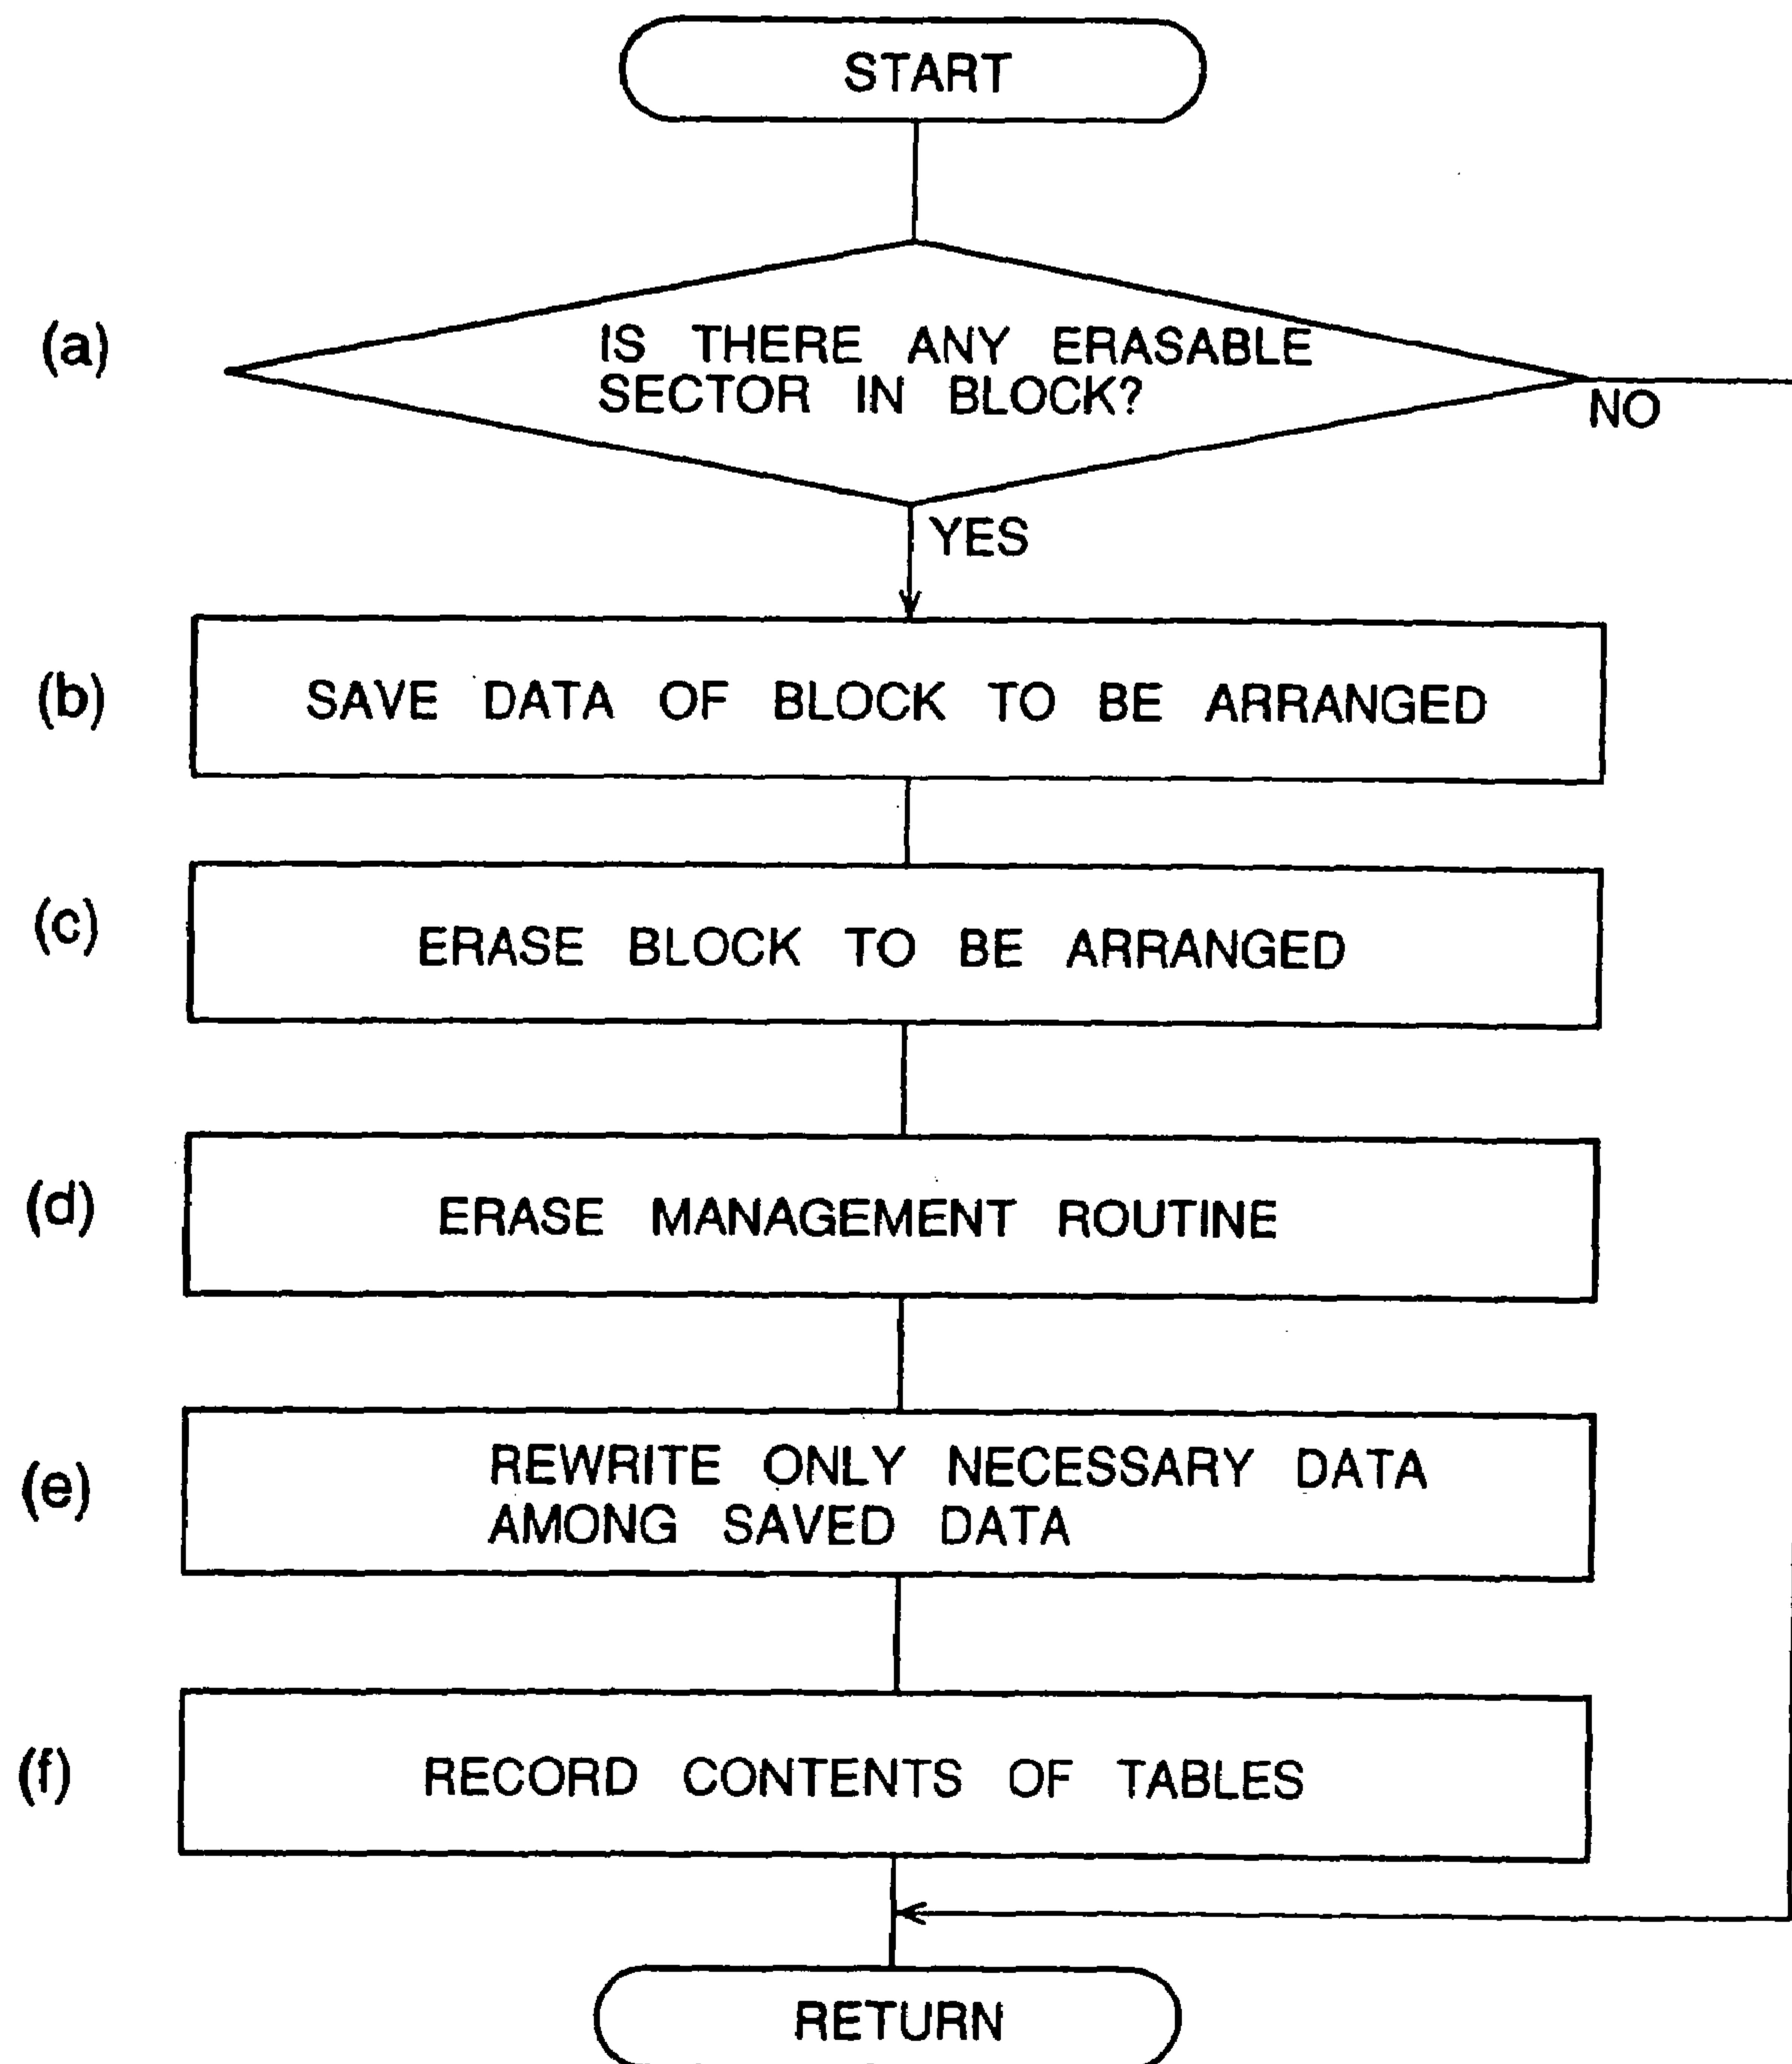 START
(a)
IS THERE ANY ERASABLE
SECTOR IN BLOCK?
NO
YES
(b)
SAVE DATA OF BLOCK TO BE ARRANGED
(c)
ERASE BLOCK TO BE ARRANGED
(d)
ERASE MANAGEMENT ROUTINE
(e)
REWRITE ONLY NECESSARY DATA
AMONG SAVED DATA
(f)
RECORD CONTENTS OF TABLES
RETURN